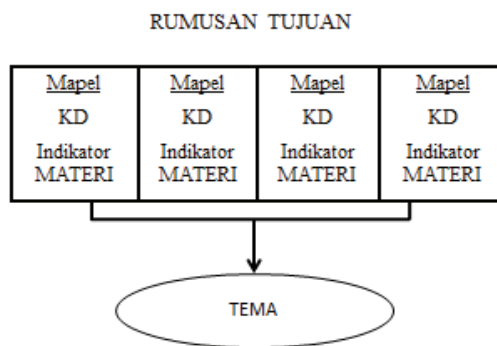 RUMUSAN TUJUAN
Mapel Mapel Mapel Mapel
KD KD KD KD
Indikator Indikator Indikator Indikator
MATERI MATERI MATERI MATERI
TEMA